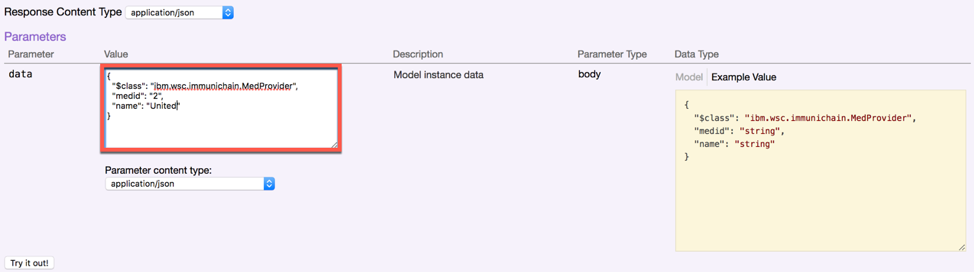 Response Content Type application/json
Parameters
Parameter Value Description Parameter Type Data Type
data Model instance data body Model Example Value
{
"$class": "ibm.wsc.immunichain.MedProvider",
"medid": "2",
"name": "United
}
{
"$class": "ibm.wsc.immunichain.MedProvider",
"medid": "string",
"name": "string"
}
Parameter content type:
application/json
Try it out!